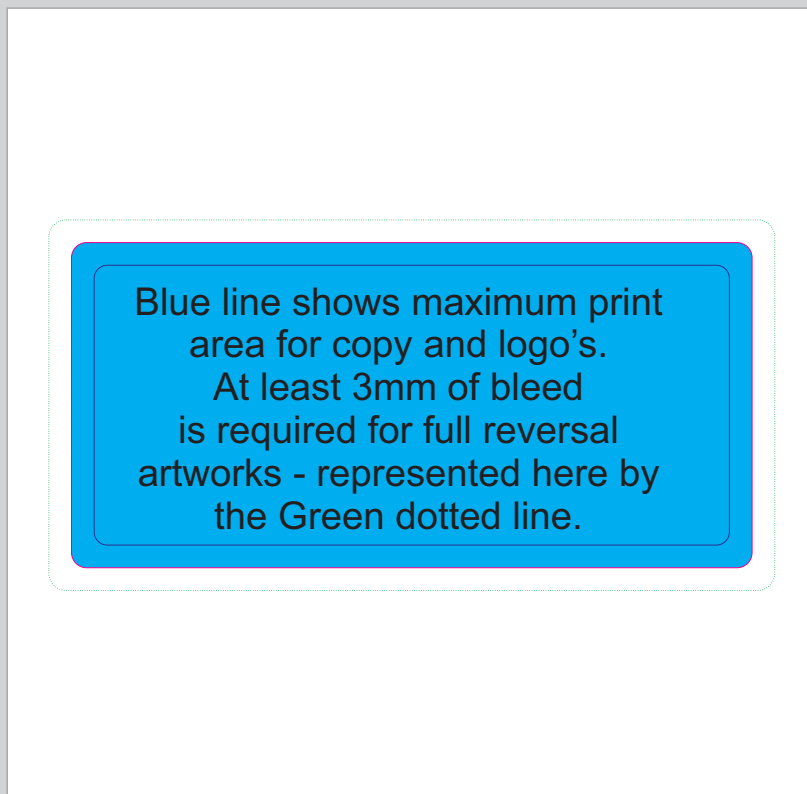 Blue line shows maximum print
area for copy and logo’s.
At least 3mm of bleed
is required for full reversal
artworks - represented here by
the Green dotted line.